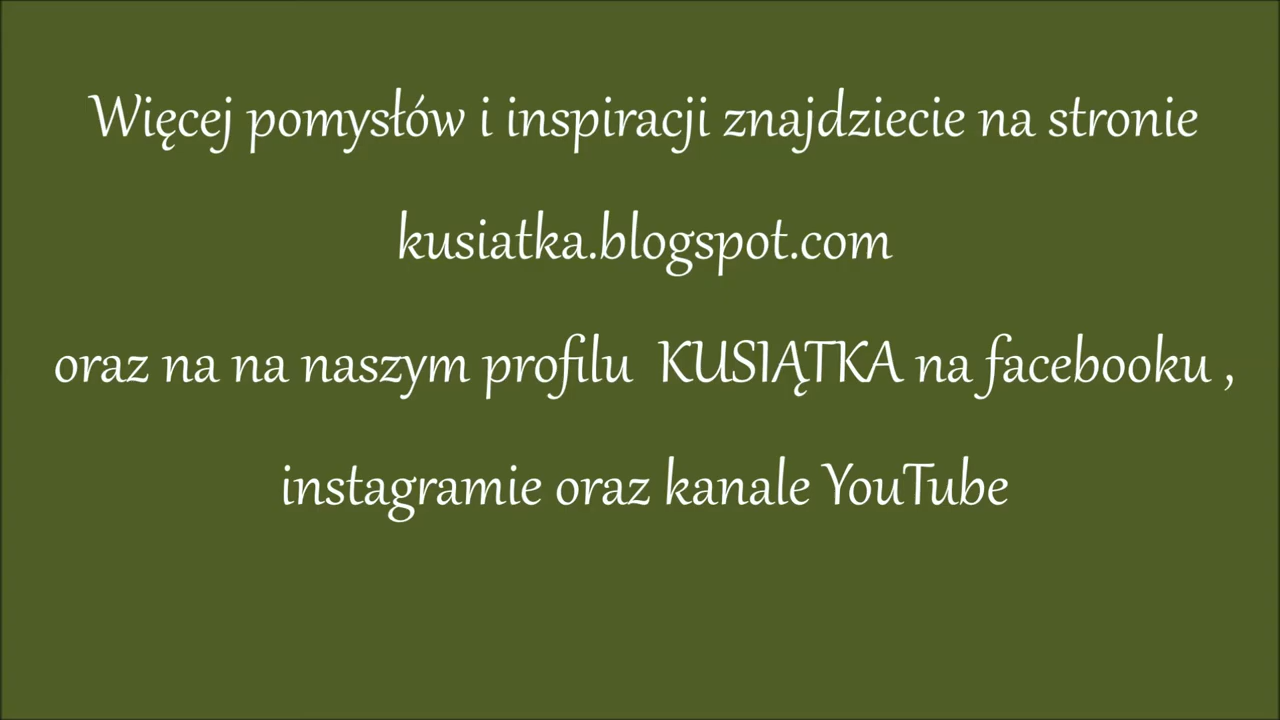 Więcej pomysłów i inspiracji znajdziecie na stronie
kusiatka.blogspot.com
oraz na na naszym profilu KUSIĄTKA na facebooku ,
instagramie oraz kanale YouTube